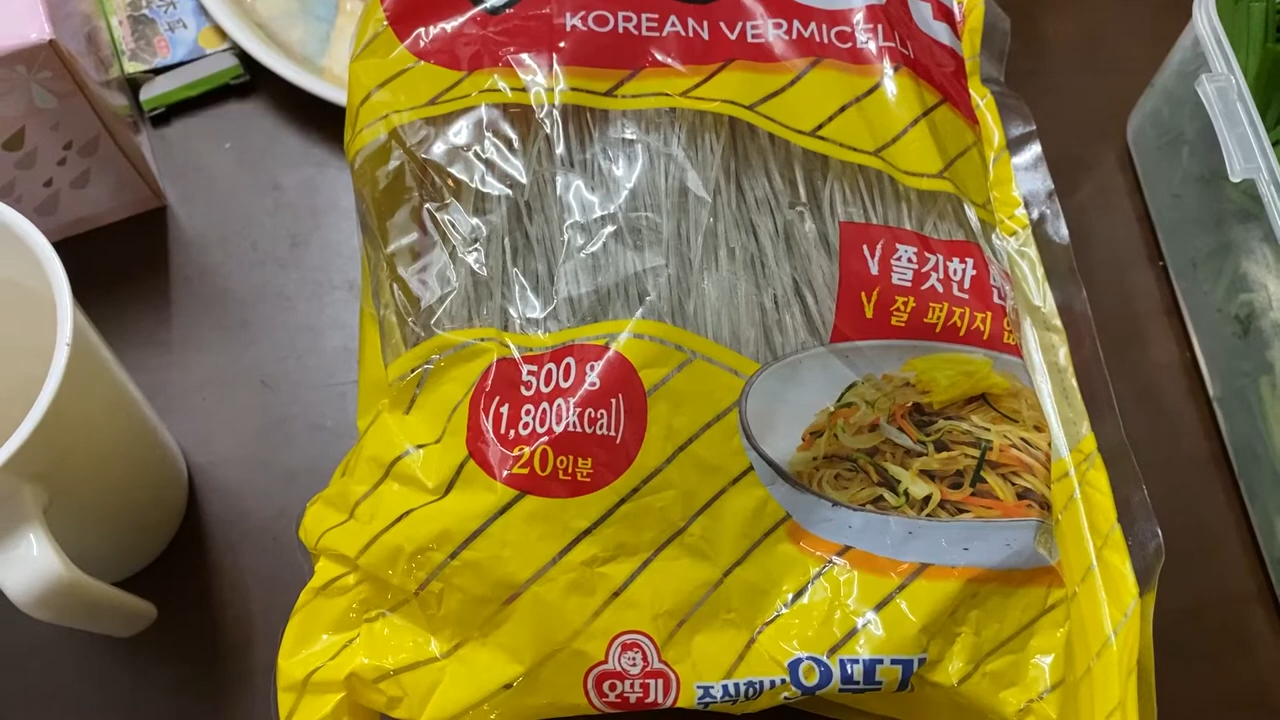 KOREAN VERMICELLI
쫄깃한
잘 퍼지지
500 g
(1,800kcal)
20인분
오뚜기
주식회사 오뚜기